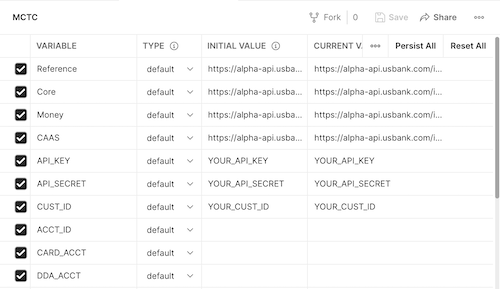 MCTC Fork 0 Save Share
VARIABLE TYPE INITIAL VALUE CURRENT V. Persist All Reset All
Reference default https://alpha-api.usba... https://alpha-api.usbank.com/i...
Core default https://alpha-api.usba... https://alpha-api.usbank.com/i...
Money default https://alpha-api.usba... https://alpha-api.usbank.com/i...
CAAS default https://alpha-api.usba... https://alpha-api.usbank.com/i...
API_KEY default YOUR_API_KEY YOUR_API_KEY
API_SECRET default YOUR_API_SECRET YOUR_API_SECRET
CUST_ID default YOUR_CUST_ID YOUR_CUST_ID
ACCT_ID default
CARD_ACCT default
DDA_ACCT default